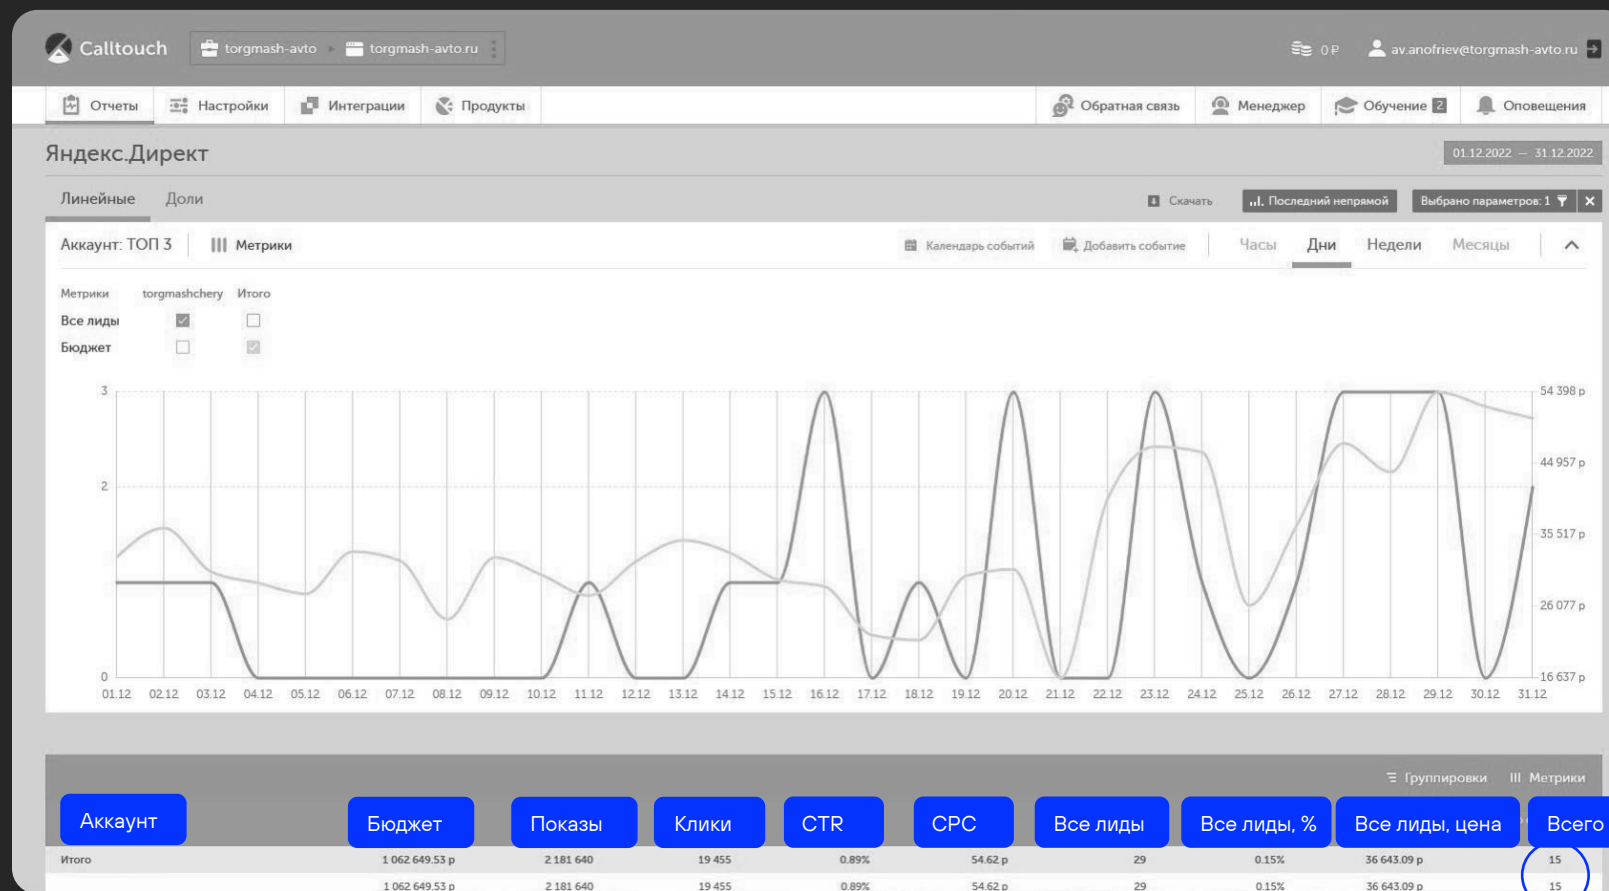 Calltouch torgmash-avto torgmash-avto.ru 0 ₽ av.anofriev@torgmash-avto.ru
Отчеты Настройки Интеграции Продукты Обратная связь Менеджер Обучение 2 Оповещения
Яндекс.Директ 01.12.2022 — 31.12.2022
Линейные Доли Скачать Последний непрямой Выбрано параметров: 1
Аккаунт: ТОП 3 Метрики Календарь событий Добавить событие Часы Дни Недели Месяцы
Метрики torgmashchery Итого
Все лиды
Бюджет
3 54 398 р
44 957 р
2
35 517 р
26 077 р
0 16 637 р
01.12 02.12 03.12 04.12 05.12 06.12 07.12 08.12 09.12 10.12 11.12 12.12 13.12 14.12 15.12 16.12 17.12 18.12 19.12 20.12 21.12 22.12 23.12 24.12 25.12 26.12 27.12 28.12 29.12 30.12 31.12
Группировки Метрики
Аккаунт Бюджет Показы Клики CTR CPC Все лиды Все лиды, % Все лиды, цена Всего
Итого 1 062 649.53 р 2 181 640 19 455 0.89% 54.62 р 29 0.15% 36 643.09 р 15
1 062 649.53 р 2 181 640 19 455 0.89% 54.62 р 29 0.15% 36 643.09 р 15